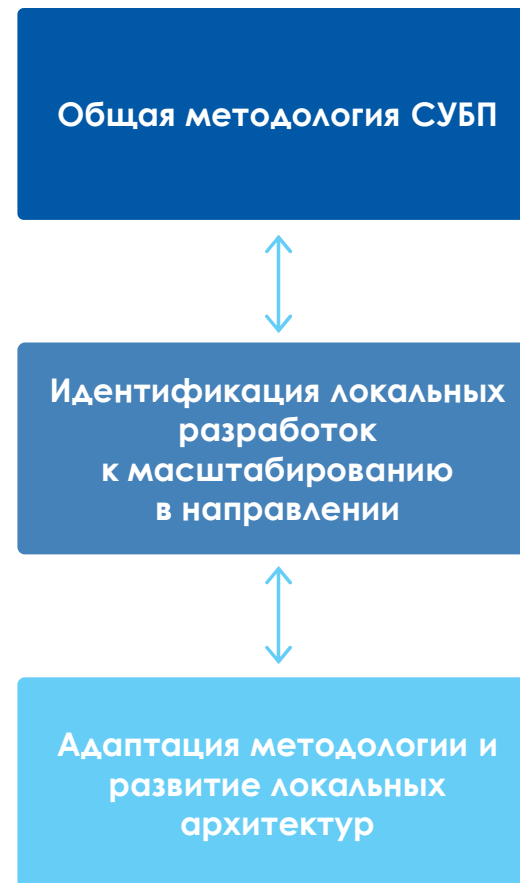 Общая методология СУБП
Идентификация локальных
разработок
к масштабированию
в направлении
Адаптация методологии и
развитие локальных
архитектур